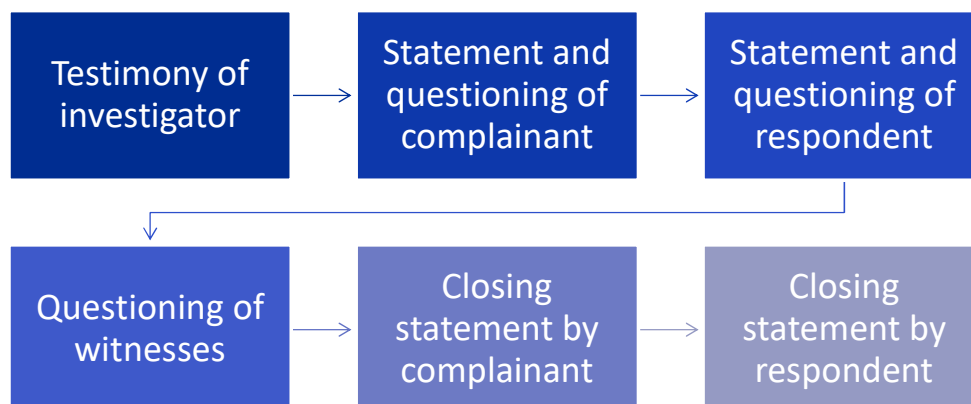 Testimony of
investigator
Statement and
questioning of
complainant
Statement and
questioning of
respondent
Questioning of
witnesses
Closing
statement by
complainant
Closing
statement by
respondent